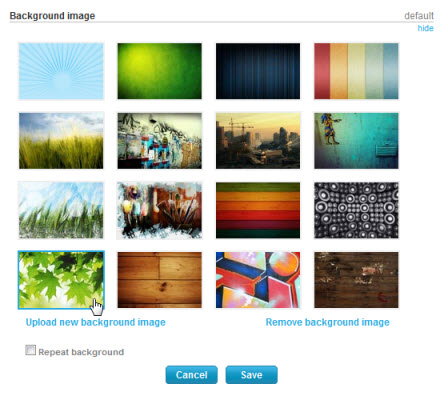 Background image default
hide
Upload new background image Remove background image
Repeat background
Cancel Save